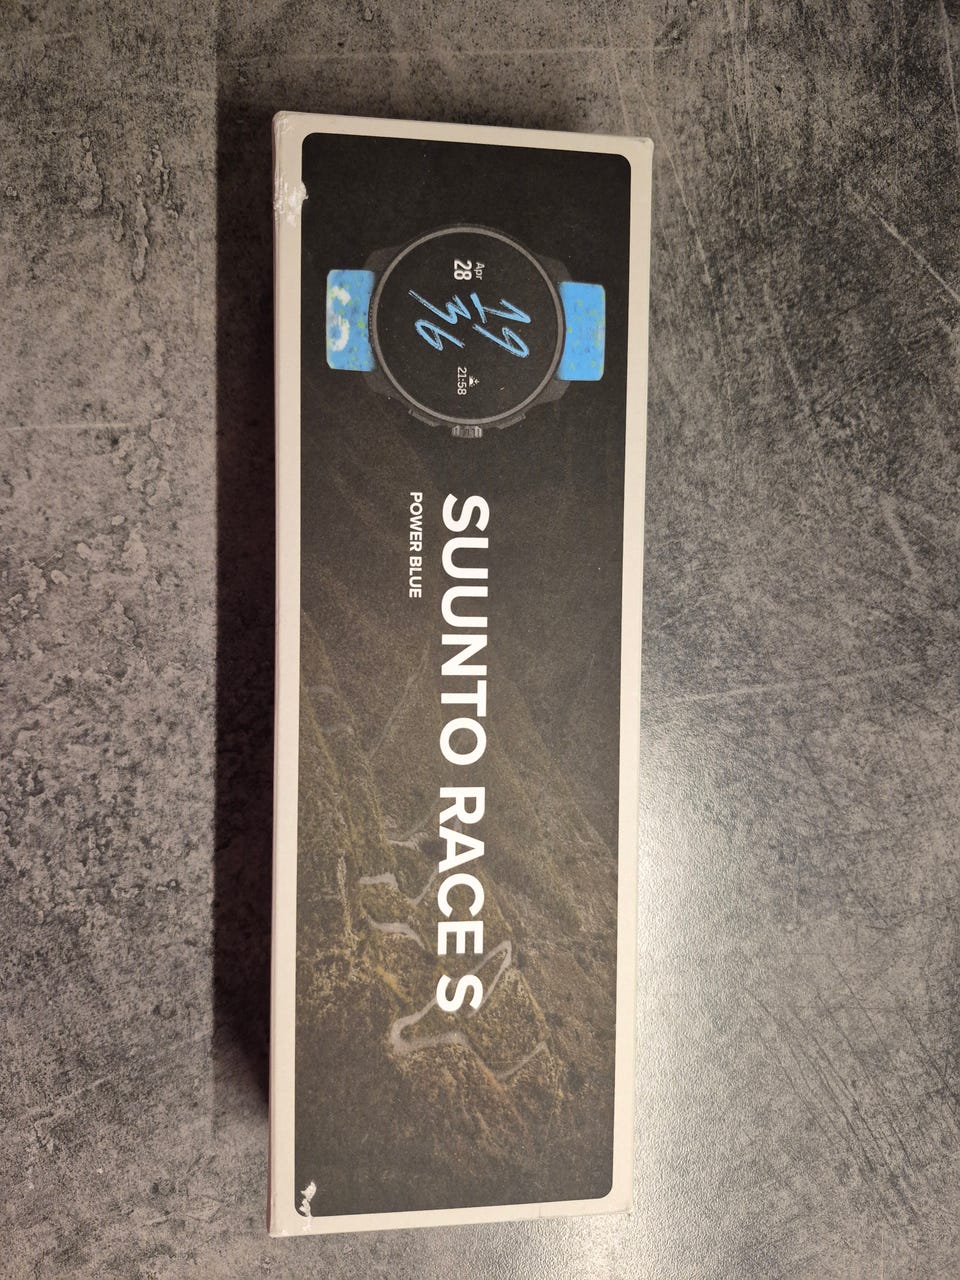 Apr
28
19
36
21:58
SUUNTO RACE S
POWER BLUE